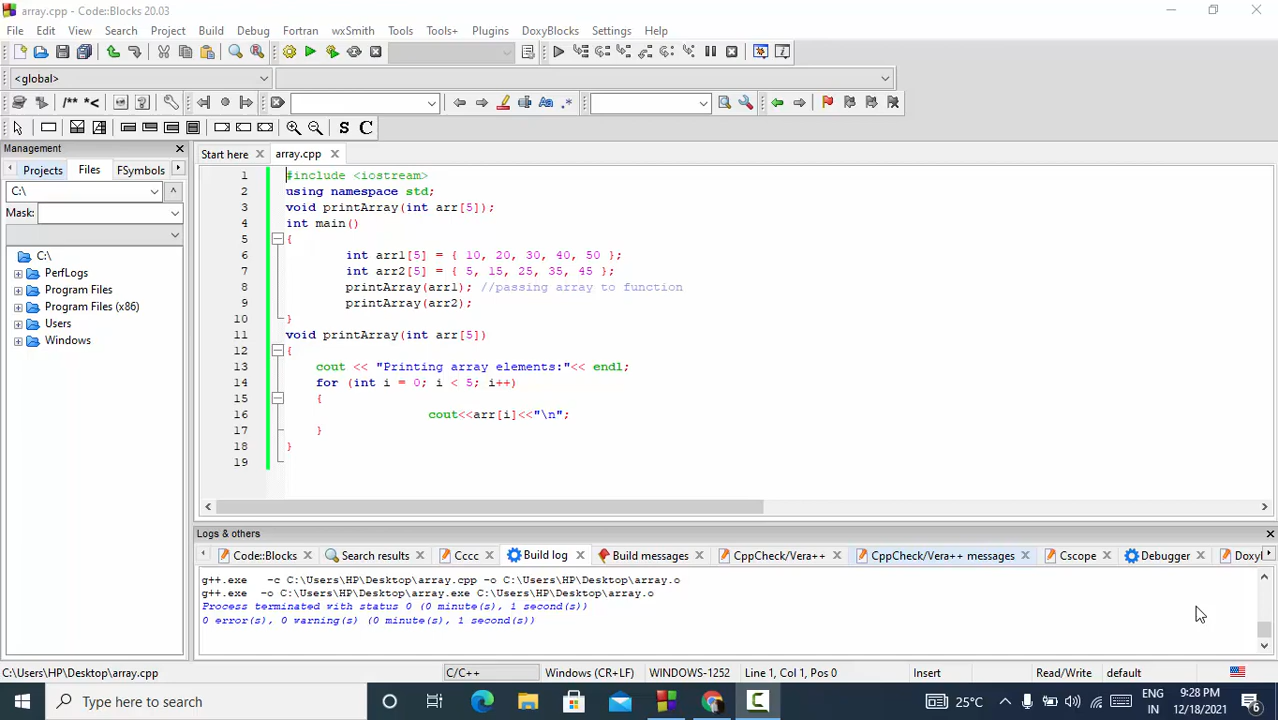 array.cpp - Code::Blocks 20.03
File Edit View Search Project Build Debug Fortran wxSmith Tools Tools+ Plugins DoxyBlocks Settings Help
<global>
/** *<
Aa .*
S C
Management
Projects Files FSymbols
C:\
Mask:
C:\
PerfLogs
Program Files
Program Files (x86)
Users
Windows
Start here array.cpp
1 #include <iostream>
2 using namespace std;
3 void printArray(int arr[5]);
4 int main()
5 {
6 int arr1[5] = { 10, 20, 30, 40, 50 };
7 int arr2[5] = { 5, 15, 25, 35, 45 };
8 printArray(arr1); //passing array to function
9 printArray(arr2);
10 }
11 void printArray(int arr[5])
12 {
13 cout << "Printing array elements:"<< endl;
14 for (int i = 0; i < 5; i++)
15 {
16 cout<<arr[i]<<"\n";
17 }
18 }
19
Logs & others
Code::Blocks Search results Cccc Build log Build messages CppCheck/Vera++ CppCheck/Vera++ messages Cscope Debugger Doxyl
g++.exe -c C:\Users\HP\Desktop\array.cpp -o C:\Users\HP\Desktop\array.o
g++.exe -o C:\Users\HP\Desktop\array.exe C:\Users\HP\Desktop\array.o
Process terminated with status 0 (0 minute(s), 1 second(s))
0 error(s), 0 warning(s) (0 minute(s), 1 second(s))
C:\Users\HP\Desktop\array.cpp C/C++ Windows (CR+LF) WINDOWS-1252 Line 1, Col 1, Pos 0 Insert Read/Write default
Type here to search
25°C
ENG
IN
9:28 PM
12/18/2021
6